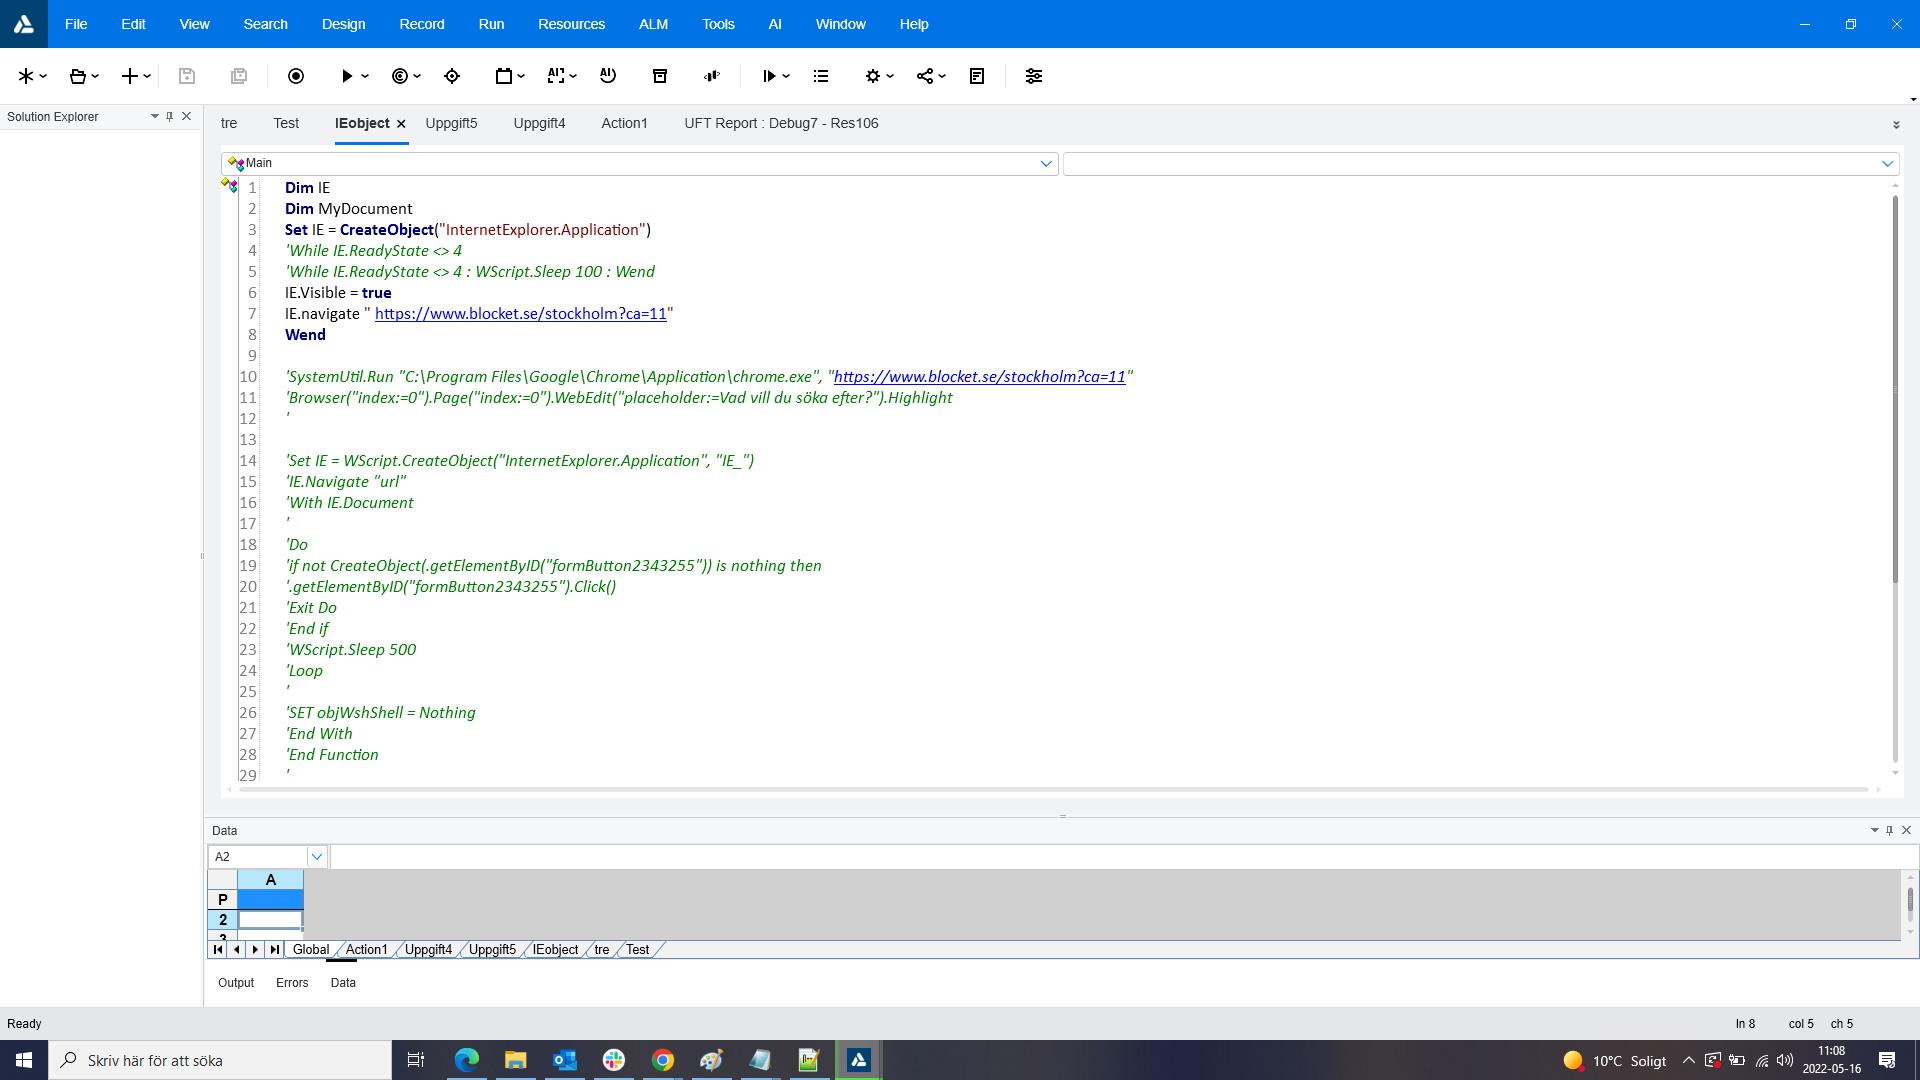 File Edit View Search Design Record Run Resources ALM Tools AI Window Help
Solution Explorer
tre Test IEobject Uppgift5 Uppgift4 Action1 UFT Report : Debug7 - Res106
Main
1 Dim IE
2 Dim MyDocument
3 Set IE = CreateObject("InternetExplorer.Application")
4 'While IE.ReadyState <> 4
5 'While IE.ReadyState <> 4 : WScript.Sleep 100 : Wend
6 IE.Visible = true
7 IE.navigate " https://www.blocket.se/stockholm?ca=11"
8 Wend
9
10 'SystemUtil.Run "C:\Program Files\Google\Chrome\Application\chrome.exe", "https://www.blocket.se/stockholm?ca=11"
11 'Browser("index:=0").Page("index:=0").WebEdit("placeholder:=Vad vill du söka efter?").Highlight
12 '
13
14 'Set IE = WScript.CreateObject("InternetExplorer.Application", "IE_")
15 'IE.Navigate "url"
16 'With IE.Document
17 '
18 'Do
19 'if not CreateObject(.getElementByID("formButton2343255")) is nothing then
20 '.getElementByID("formButton2343255").Click()
21 'Exit Do
22 'End if
23 'WScript.Sleep 500
24 'Loop
25 '
26 'SET objWshShell = Nothing
27 'End With
28 'End Function
29 '
Data
A2
A
P
2
3
Global Action1 Uppgift4 Uppgift5 IEobject tre Test
Output Errors Data
Ready ln 8 col 5 ch 5
Skriv här för att söka 10°C Soligt 11:08
2022-05-16